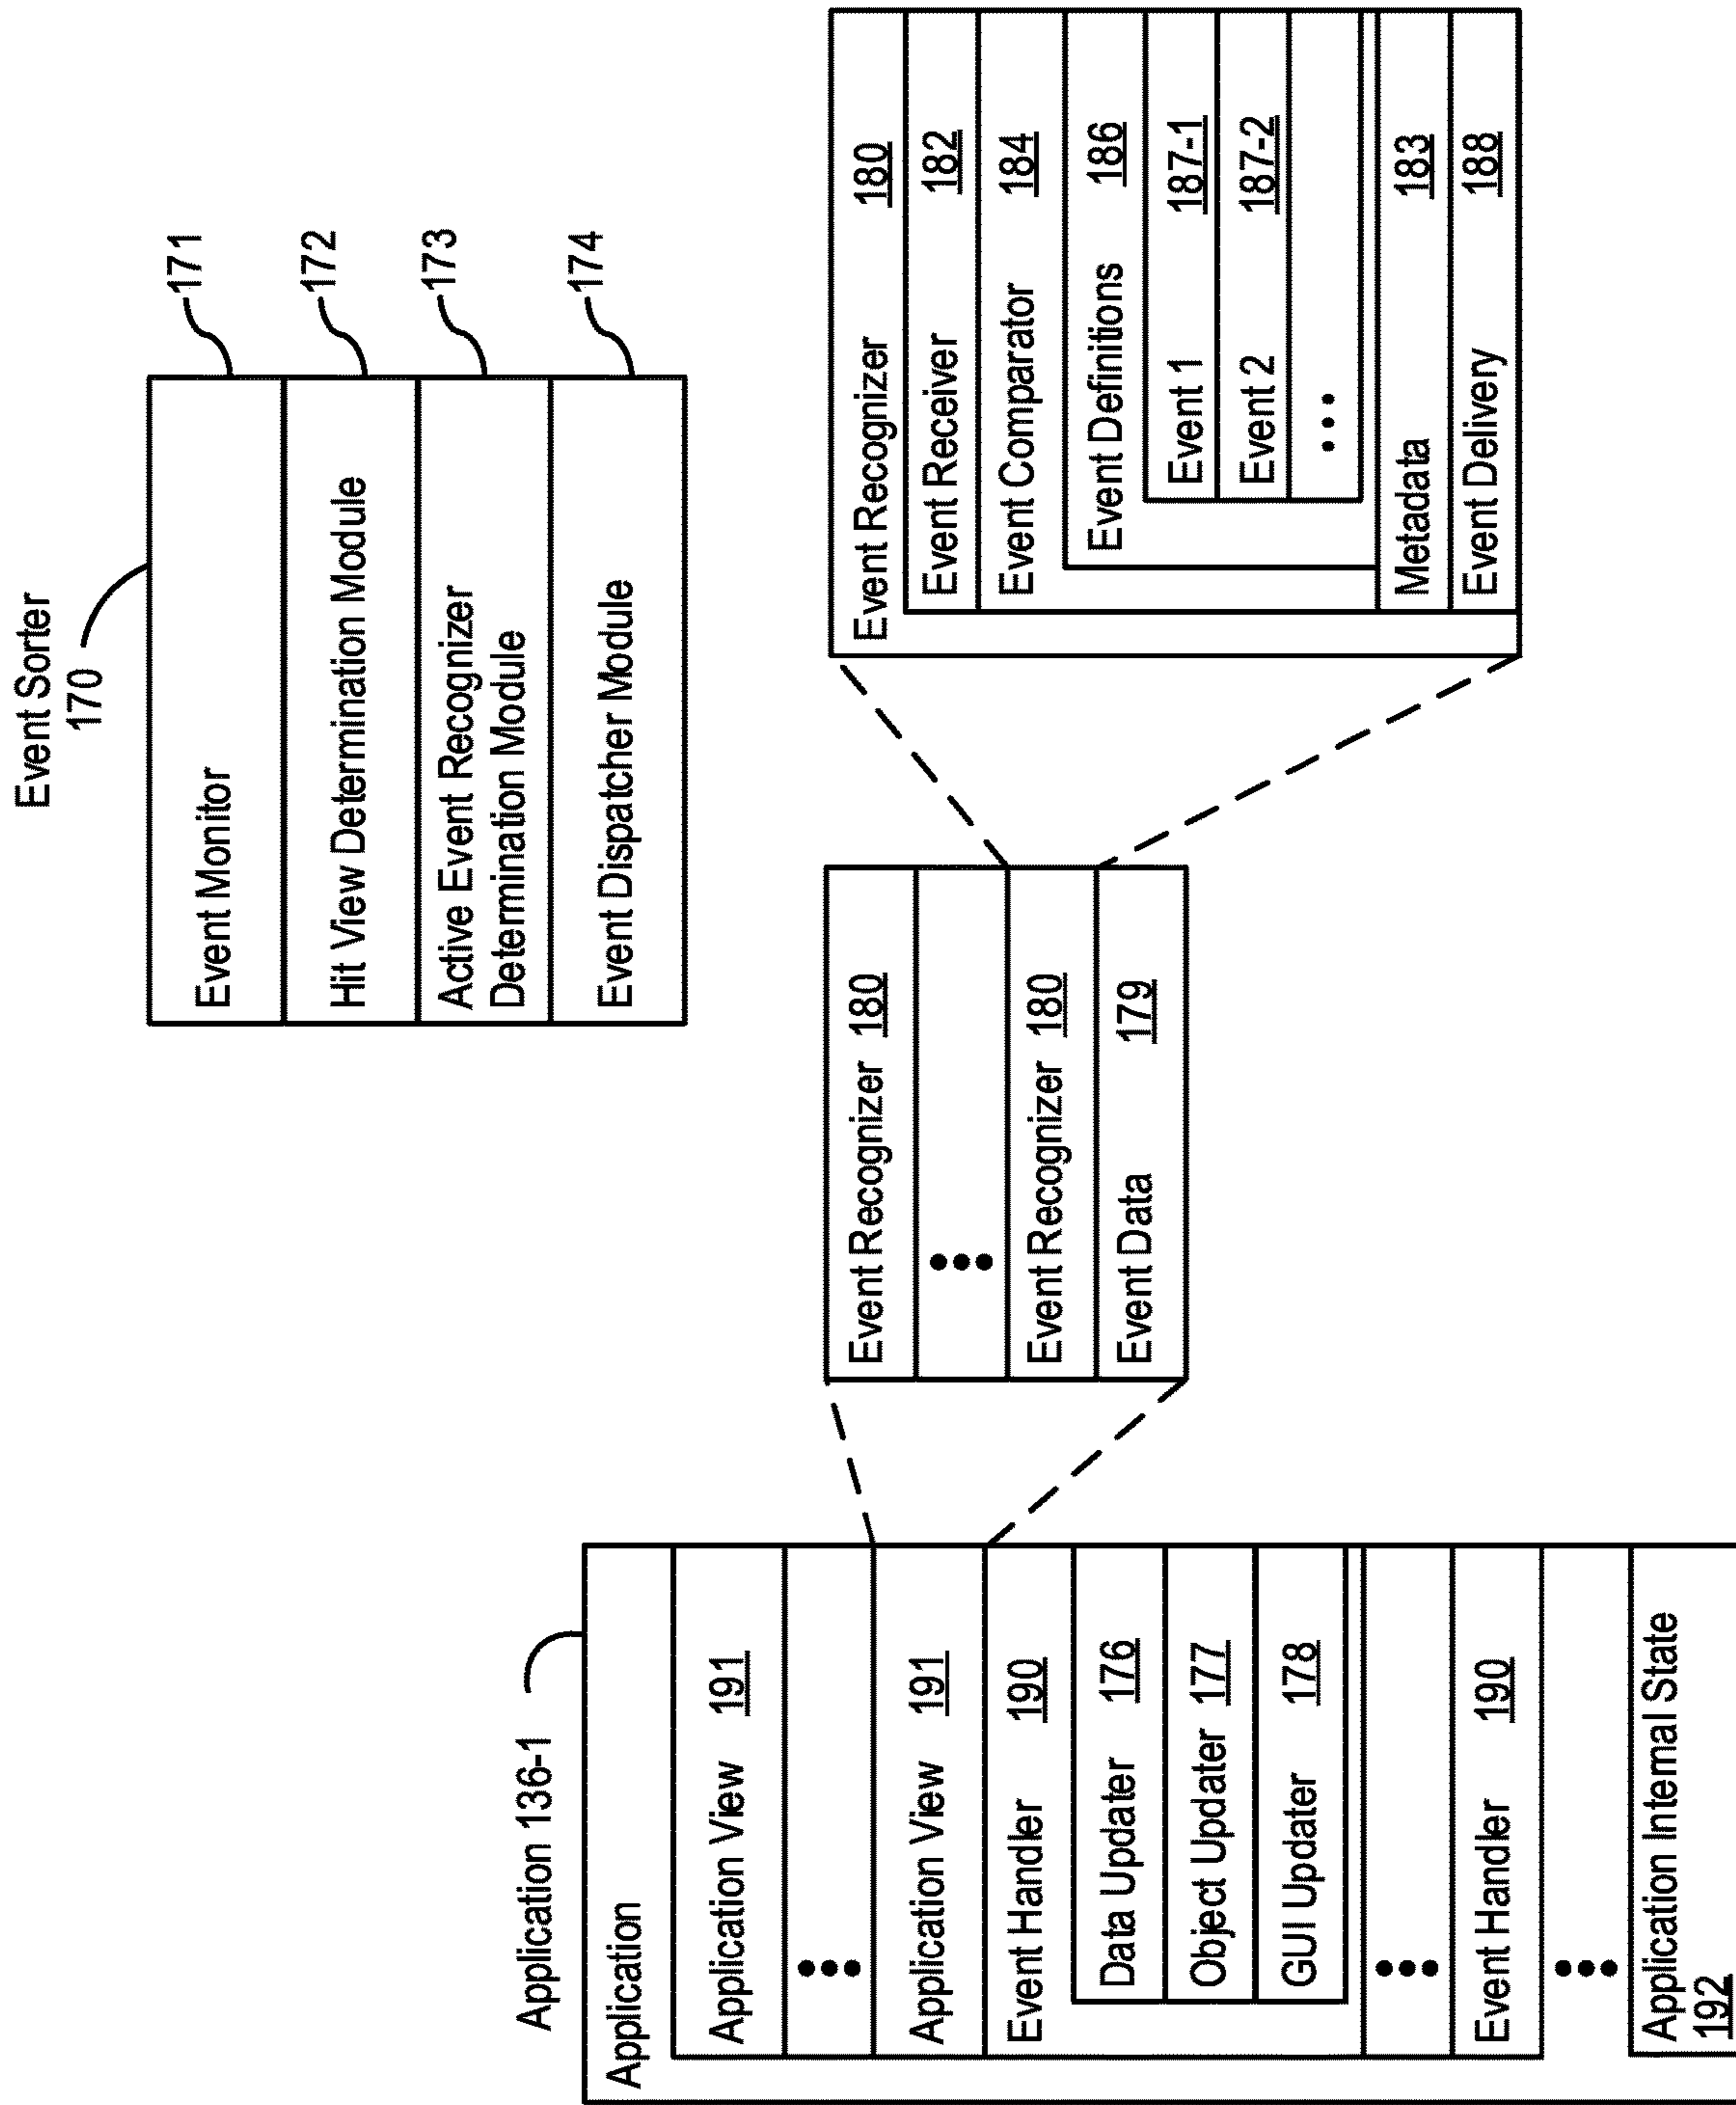 Event Sorter
170
Event Monitor
171
Hit View Determination Module
172
Active Event Recognizer
Determination Module
173
Event Dispatcher Module
174
Application 136-1
Application
Application View 191
•••
Application View 191
Event Handler 190
Data Updater 176
Object Updater 177
GUI Updater 178
•••
Event Handler 190
•••
Application Internal State
192
Event Recognizer 180
•••
Event Recognizer 180
Event Data 179
Event Recognizer 180
Event Receiver 182
Event Comparator 184
Event Definitions 186
Event 1 187-1
Event 2 187-2
•••
Metadata 183
Event Delivery 188